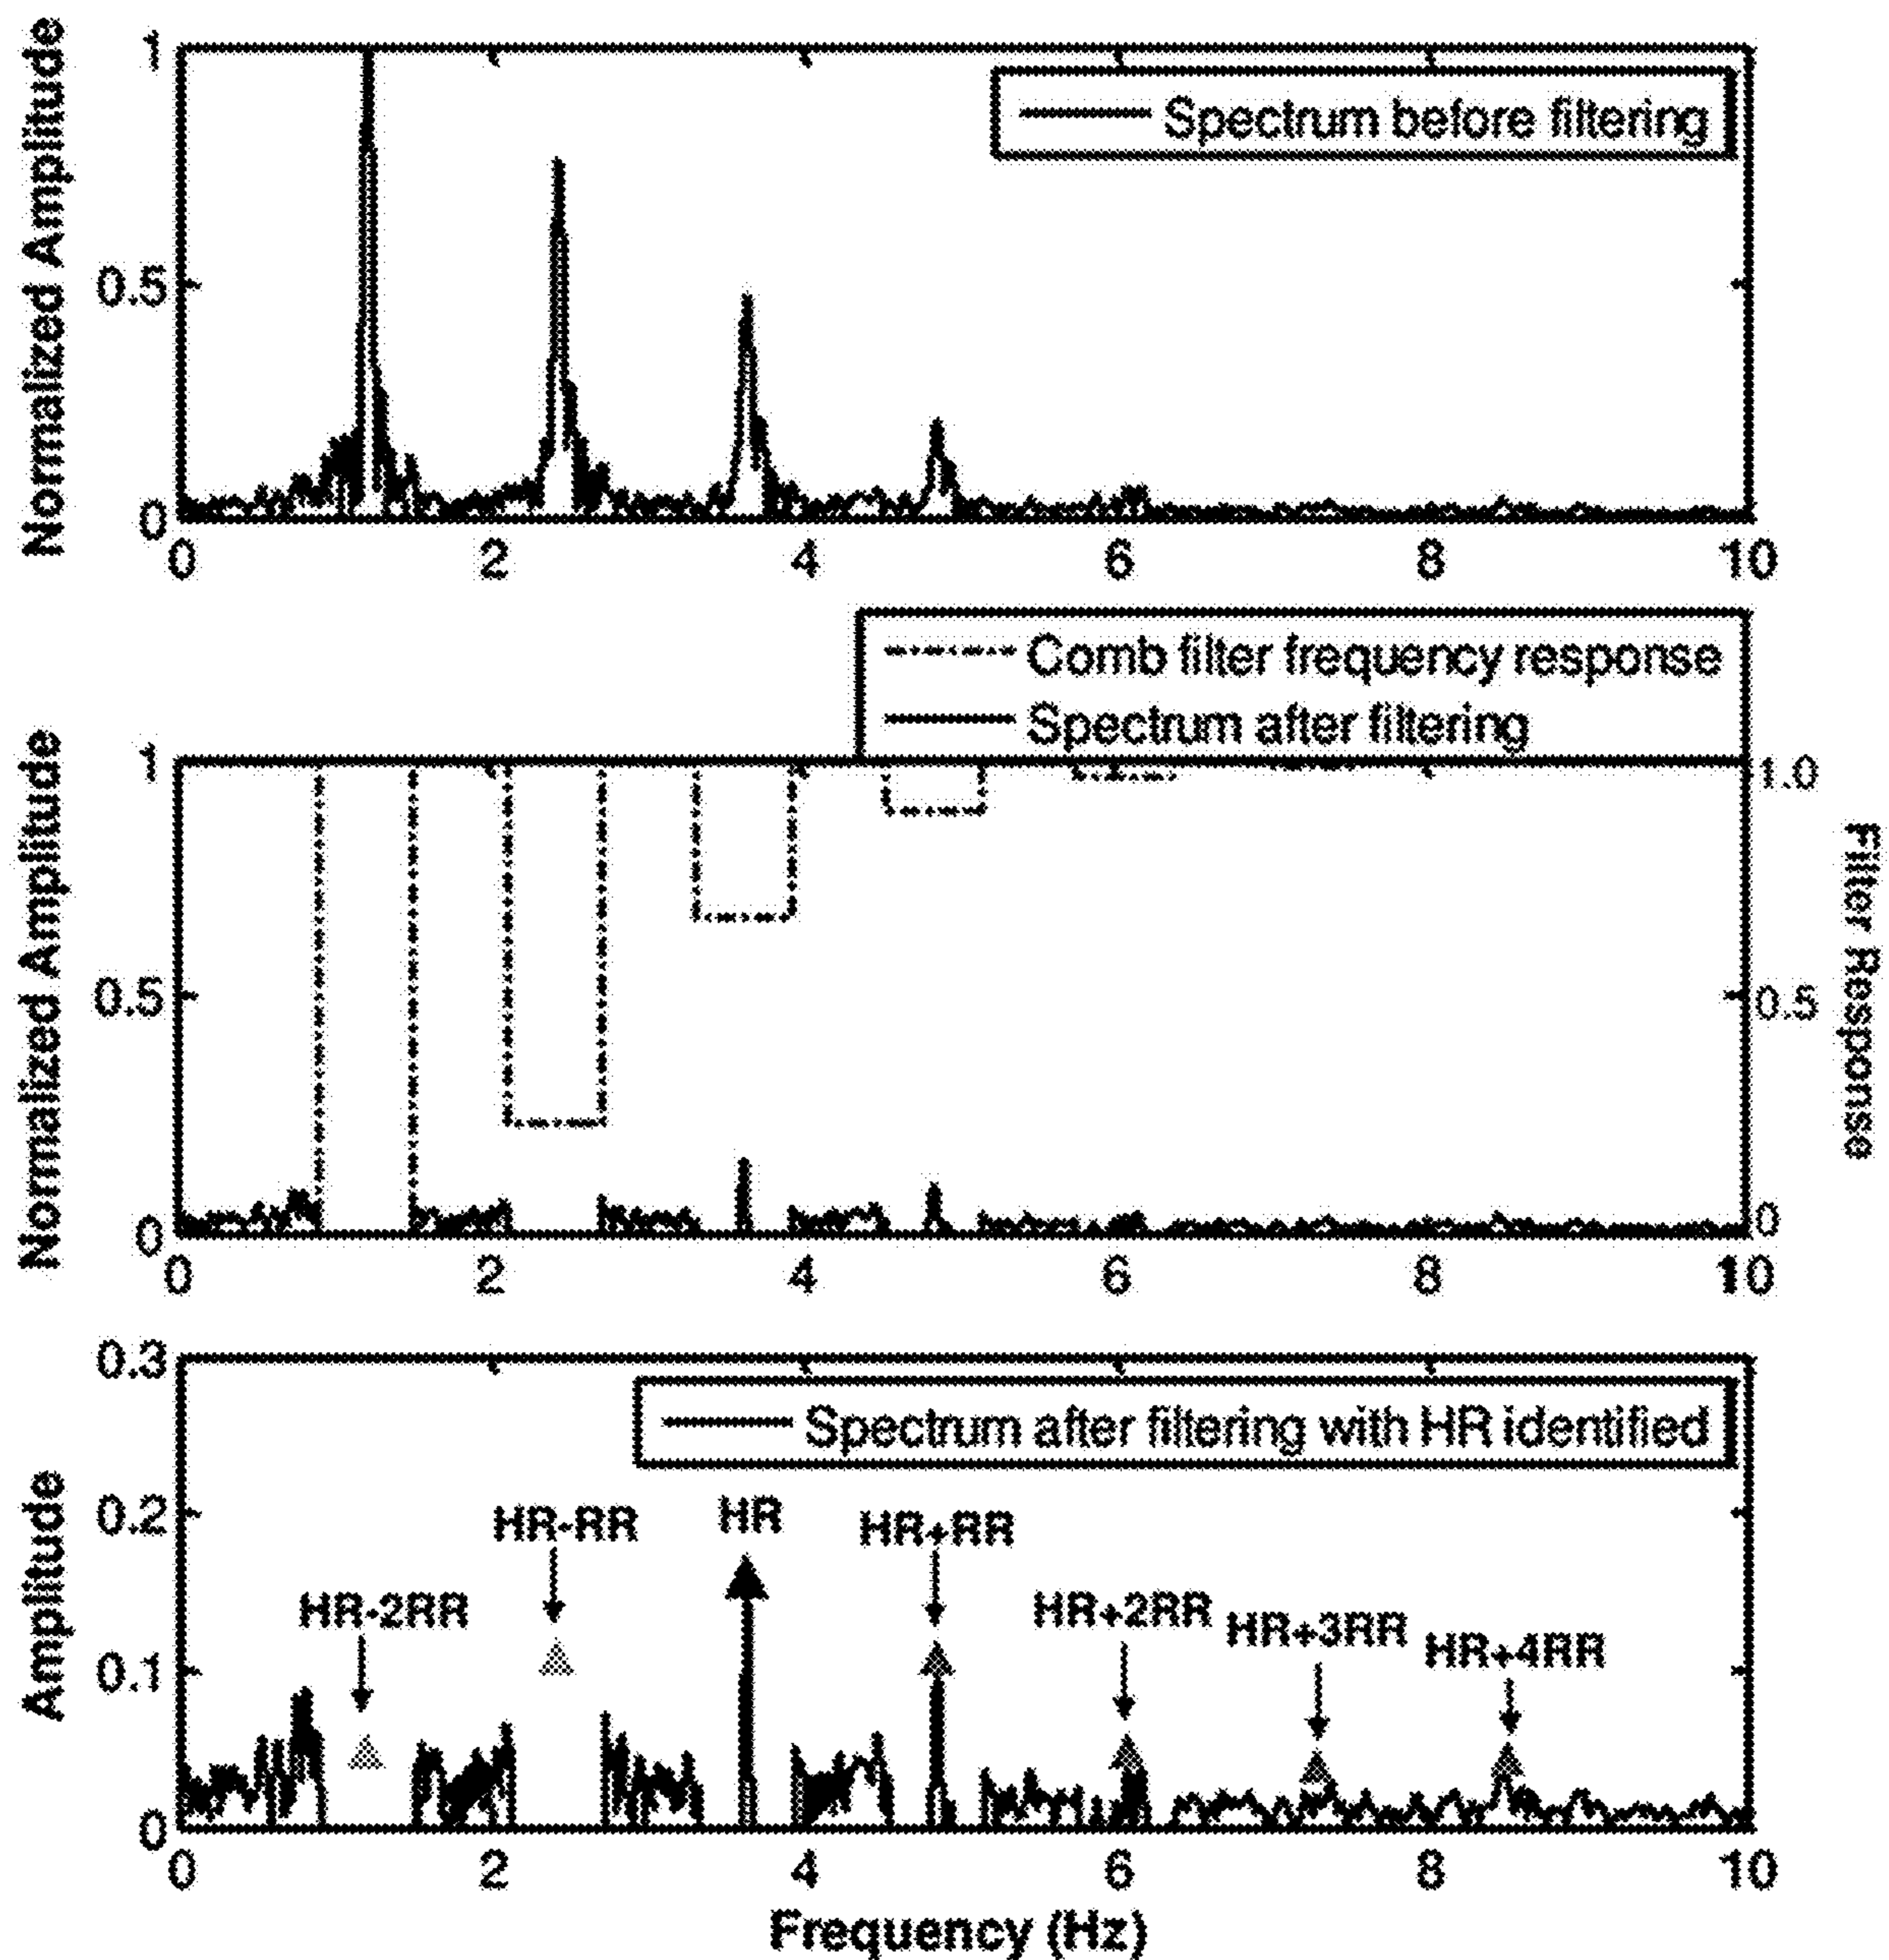 Normalized Amplitude
1
0.5
0
Spectrum before filtering
0 2 4 6 8 10
Normalized Amplitude
1
0.5
0
Comb filter frequency response
Spectrum after filtering
1.0
0.5
0
Filter Response
0 2 4 6 8 10
Amplitude
0.3
0.2
0.1
0
Spectrum after filtering with HR identified
HR-2RR
HR-RR
HR
HR+RR
HR+2RR
HR+3RR
HR+4RR
0 2 4 6 8 10
Frequency (Hz)